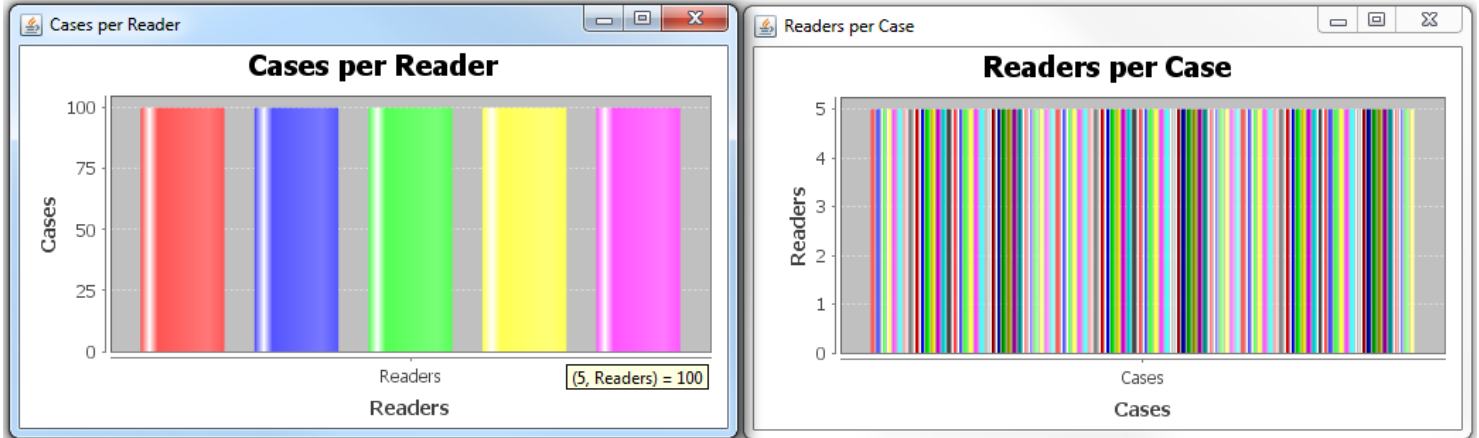 Cases per Reader
Cases per Reader
100
75
50
25
0
Cases
Readers
(5, Readers) = 100
Readers
Readers per Case
Readers per Case
5
4
3
2
1
0
Readers
Cases
Cases